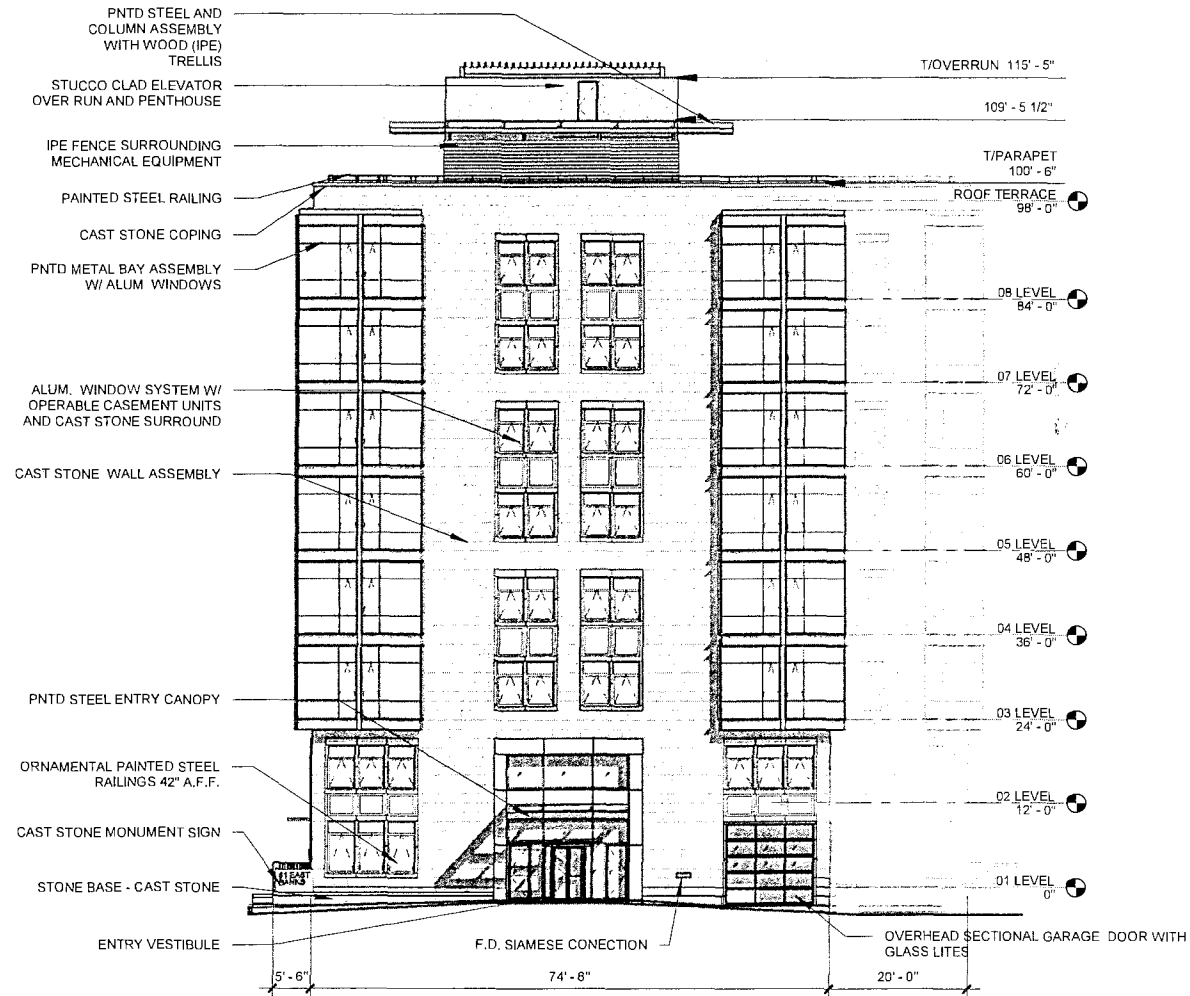 PNTD STEEL AND
COLUMN ASSEMBLY
WITH WOOD (IPE)
TRELLIS
STUCCO CLAD ELEVATOR
OVER RUN AND PENTHOUSE
IPE FENCE SURROUNDING
MECHANICAL EQUIPMENT
PAINTED STEEL RAILING
CAST STONE COPING
PNTD METAL BAY ASSEMBLY
W/ ALUM WINDOWS
ALUM. WINDOW SYSTEM W/
OPERABLE CASEMENT UNITS
AND CAST STONE SURROUND
CAST STONE WALL ASSEMBLY
PNTD STEEL ENTRY CANOPY
ORNAMENTAL PAINTED STEEL
RAILINGS 42" A.F.F.
CAST STONE MONUMENT SIGN
STONE BASE - CAST STONE
ENTRY VESTIBULE
EAST
BANKS
F.D. SIAMESE CONECTION
OVERHEAD SECTIONAL GARAGE DOOR WITH
GLASS LITES
T/OVERRUN 115' - 5"
109' - 5 1/2"
T/PARAPET
100' - 6"
ROOF TERRACE
98' - 0"
08 LEVEL
84' - 0"
07 LEVEL
72' - 0"
06 LEVEL
60' - 0"
05 LEVEL
48' - 0"
04 LEVEL
36' - 0"
03 LEVEL
24' - 0"
02 LEVEL
12' - 0"
01 LEVEL
0"
5' - 6"
74' - 8"
20' - 0"